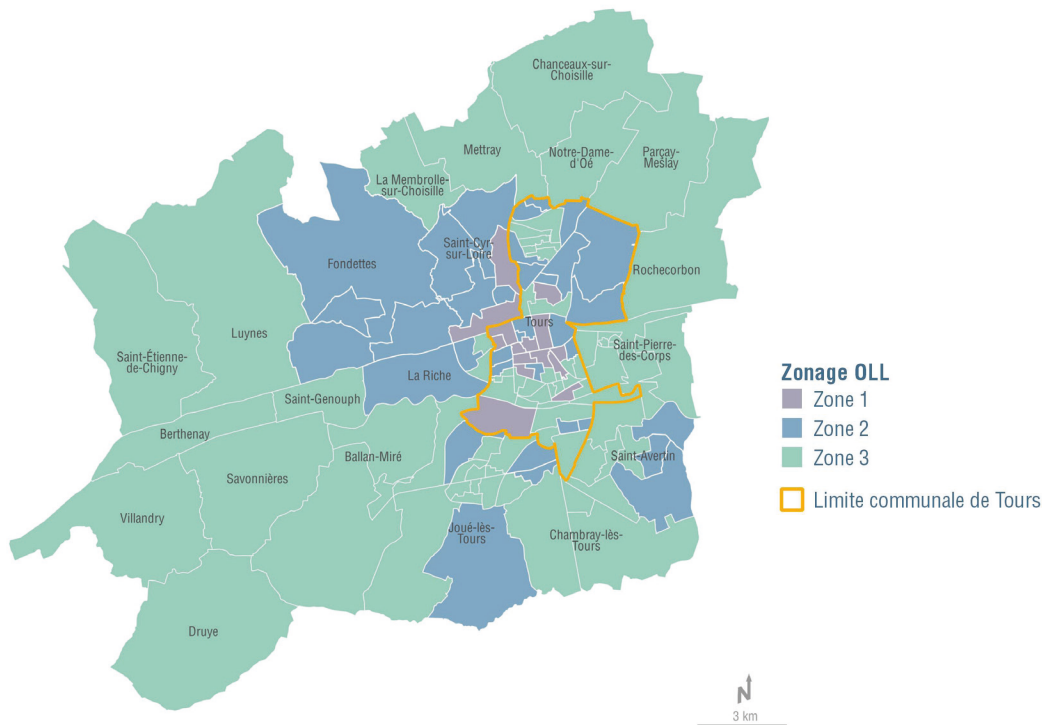 Chanceaux-sur-
Choisille
Mettray
Notre-Dame-
d'Oé
Parçay-
Meslay
La Membrolle-
sur-Choisille
Saint-Cyr-
sur-Loire
Fondettes
Rochecorbon
Luynes
Tours
Saint-Pierre-
des-Corps
Saint-Étienne-
de-Chigny
La Riche
Saint-Genouph
Berthenay
Ballan-Miré
Saint-Avertin
Savonnières
Villandry
Joué-lès-
Tours
Chambray-lès-
Tours
Druye
Zonage OLL
Zone 1
Zone 2
Zone 3
Limite communale de Tours
N
3 km